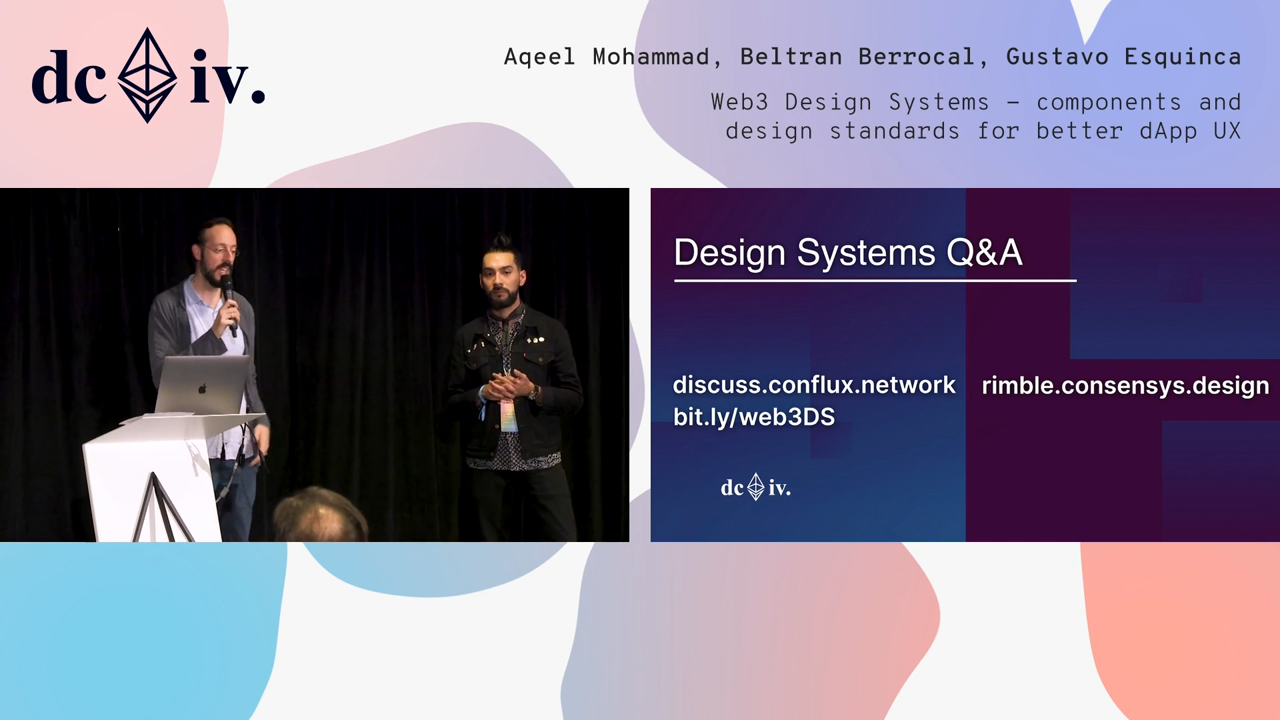 dc iv.
Aqeel Mohammad, Beltran Berrocal, Gustavo Esquinca
Web3 Design Systems – components and
design standards for better dApp UX
Design Systems Q&A
discuss.conflux.network
bit.ly/web3DS
rimble.consensys.design
dc iv.